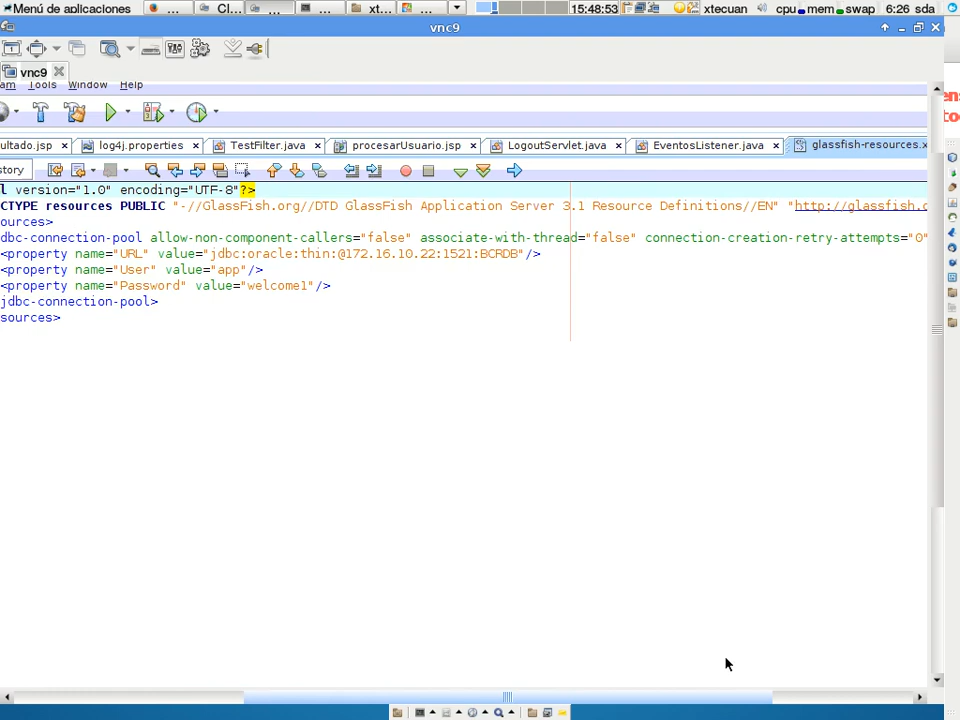 Menú de aplicaciones ... Cl... ... ... xt... ... 15:48:53 xtecuan cpu mem swap 6:26 sda
vnc9
vnc9
am Tools Window Help
ultado.jsp log4j.properties TestFilter.java procesarUsuario.jsp LogoutServlet.java EventosListener.java glassfish-resources.x
story
l version="1.0" encoding="UTF-8"?>
CTYPE resources PUBLIC "-//GlassFish.org//DTD GlassFish Application Server 3.1 Resource Definitions//EN" "http://glassfish.
ources>
dbc-connection-pool allow-non-component-callers="false" associate-with-thread="false" connection-creation-retry-attempts="0"
<property name="URL" value="jdbc:oracle:thin:@172.16.10.22:1521:BCRDB"/>
<property name="User" value="app"/>
<property name="Password" value="welcome1"/>
jdbc-connection-pool>
sources>